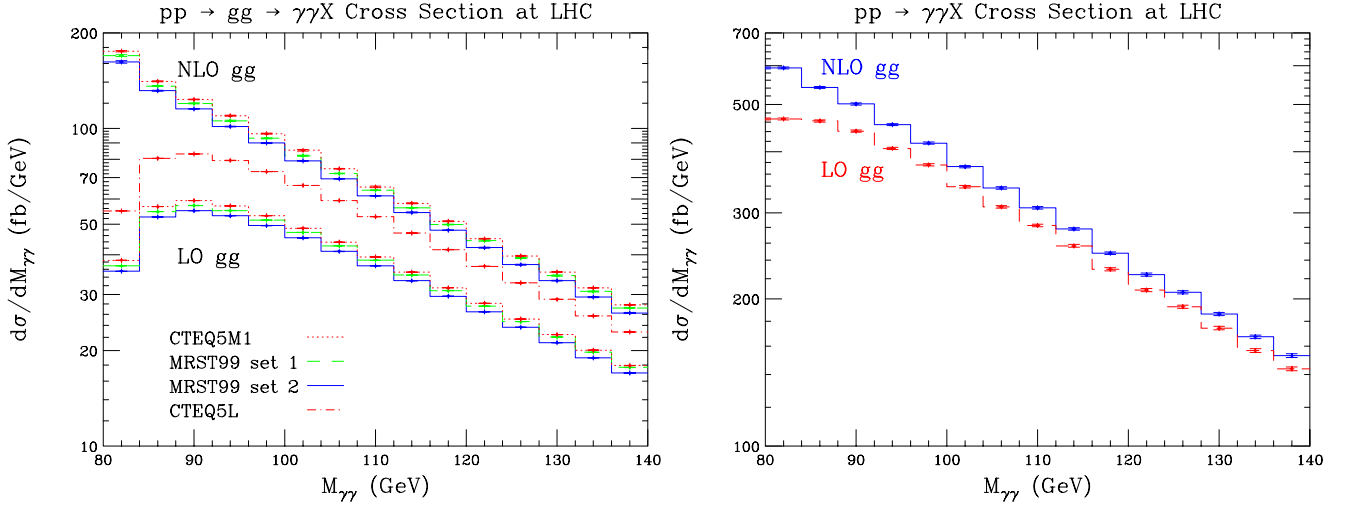 pp → gg → γγX Cross Section at LHC
200
100
70
50
30
20
10
dσ/dMγγ (fb/GeV)
NLO gg
LO gg
CTEQ5M1
MRST99 set 1
MRST99 set 2
CTEQ5L
80 90 100 110 120 130 140
Mγγ (GeV)
pp → γγX Cross Section at LHC
700
500
300
200
100
dσ/dMγγ (fb/GeV)
NLO gg
LO gg
80 90 100 110 120 130 140
Mγγ (GeV)